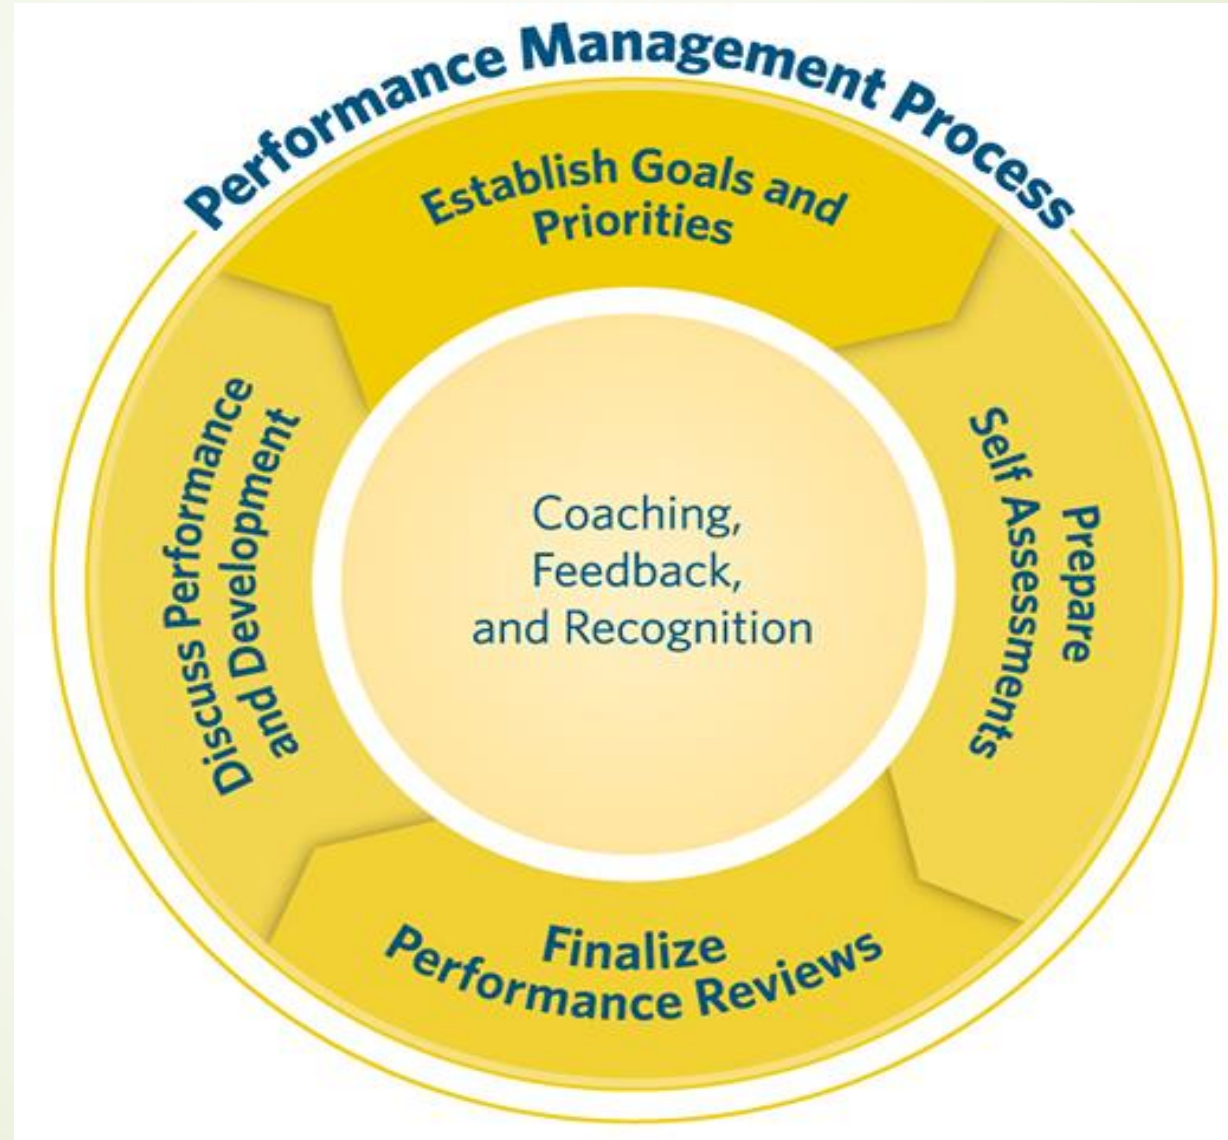 Performance Management Process
Establish Goals and
Priorities
Prepare
Self Assessments
Finalize
Performance Reviews
Discuss Performance
and Development
Coaching,
Feedback,
and Recognition